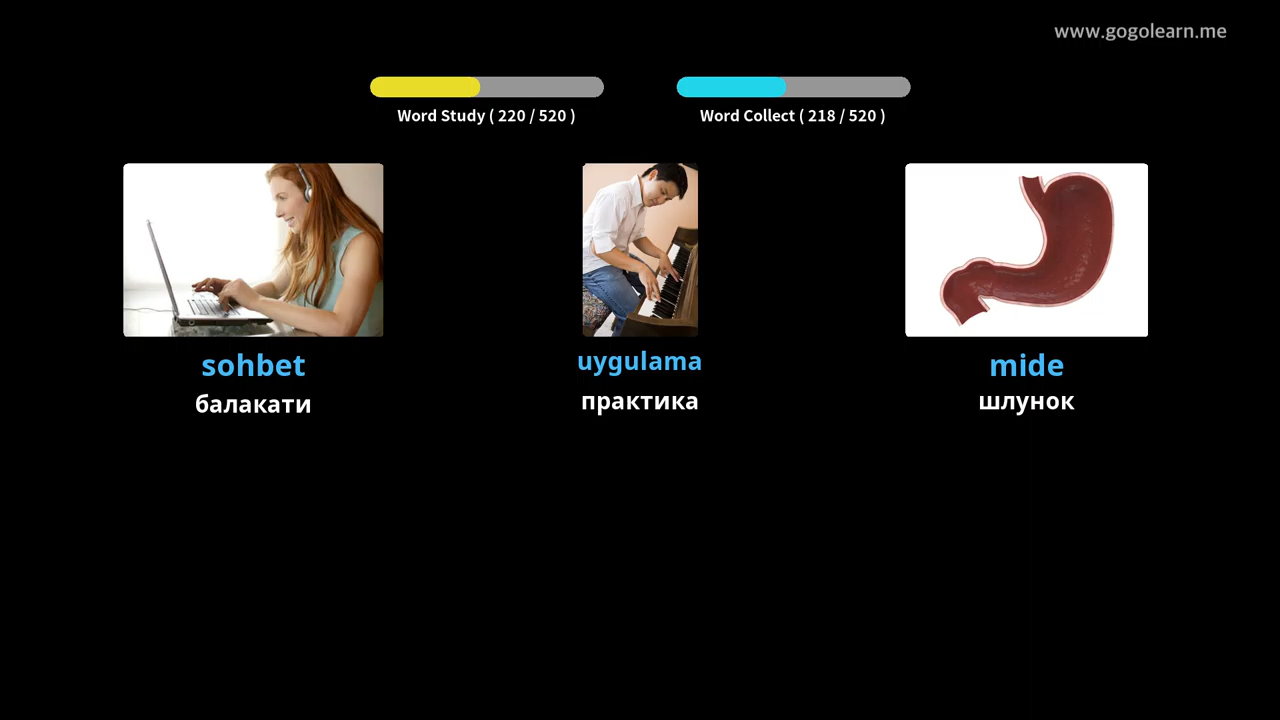 www.gogolearn.me
Word Study ( 220 / 520 )
Word Collect ( 218 / 520 )
sohbet
балакати
uygulama
практика
mide
шлунок